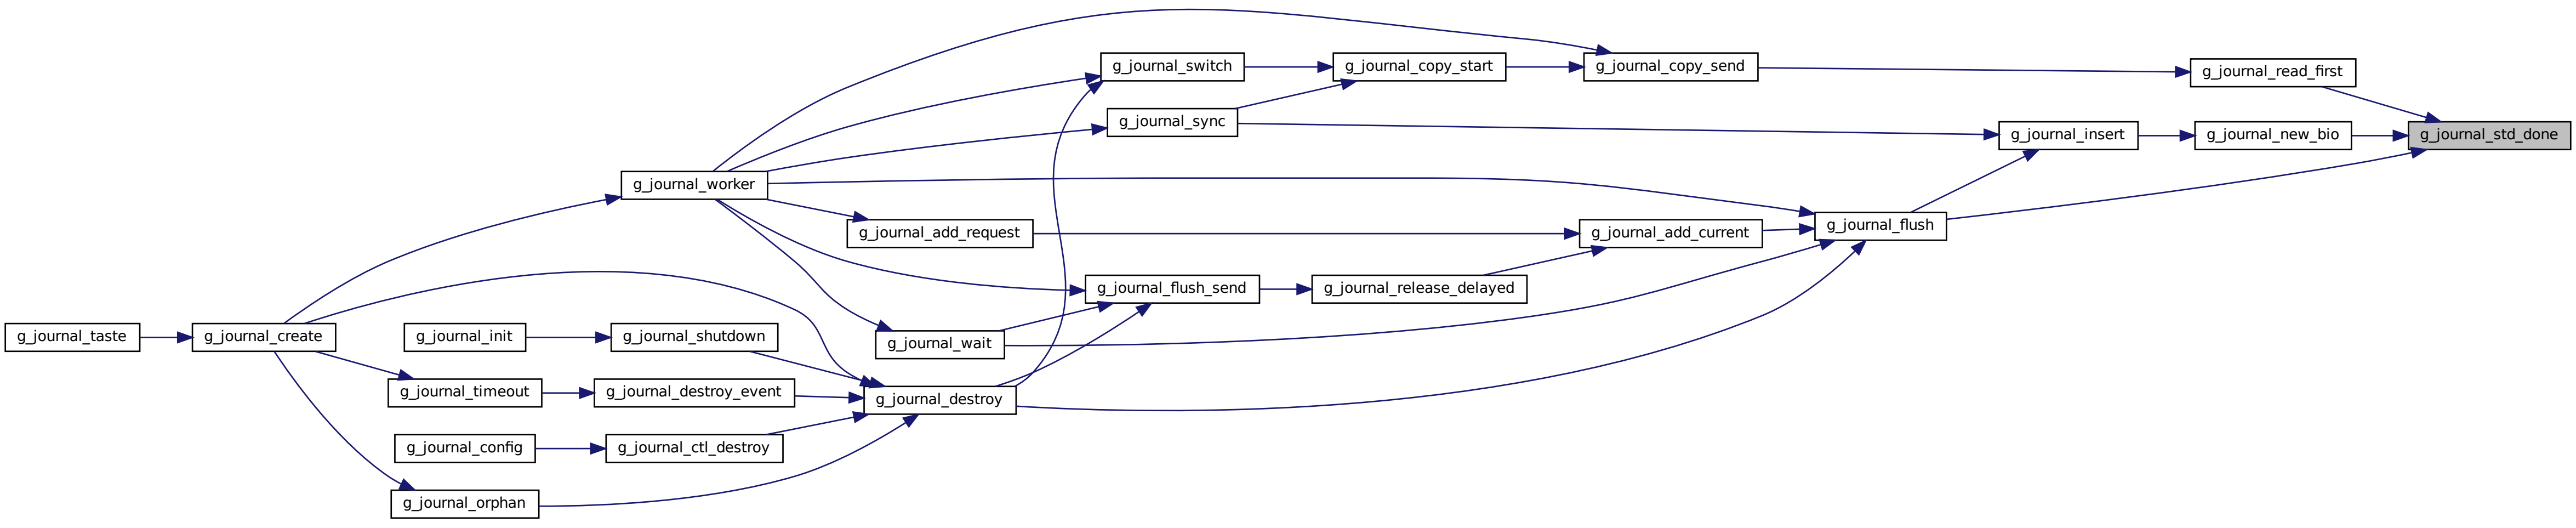 g_journal_switch
g_journal_copy_start
g_journal_copy_send
g_journal_read_first
g_journal_sync
g_journal_insert
g_journal_new_bio
g_journal_std_done
g_journal_worker
g_journal_add_request
g_journal_add_current
g_journal_flush
g_journal_flush_send
g_journal_release_delayed
g_journal_taste
g_journal_create
g_journal_init
g_journal_shutdown
g_journal_wait
g_journal_timeout
g_journal_destroy_event
g_journal_destroy
g_journal_config
g_journal_ctl_destroy
g_journal_orphan